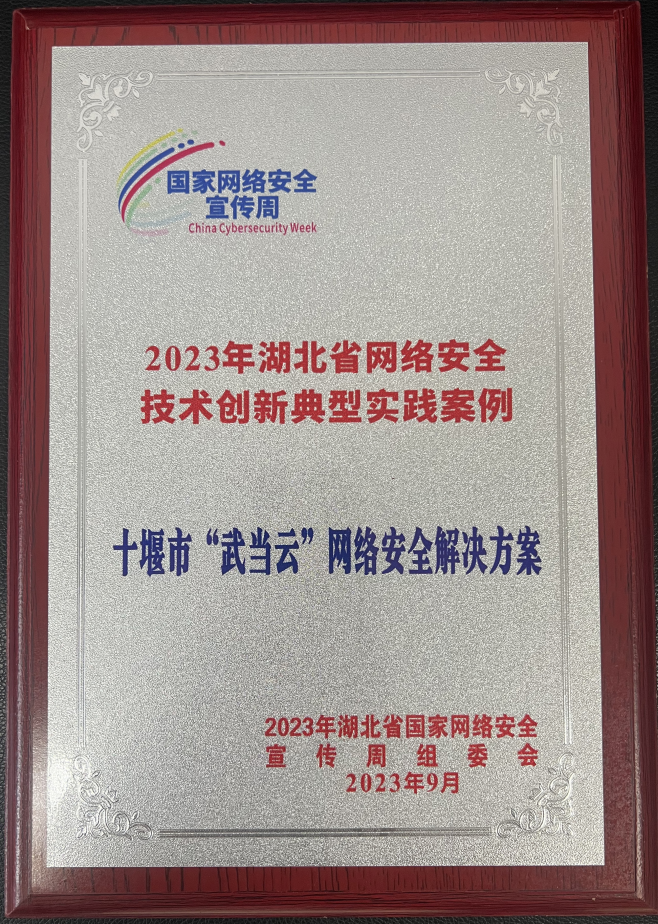 国家网络安全
宣传周
China Cybersecurity Week
2023年湖北省网络安全
技术创新典型实践案例
十堰市“武当云”网络安全解决方案
2023年湖北省国家网络安全
宣传周组委会
2023年9月